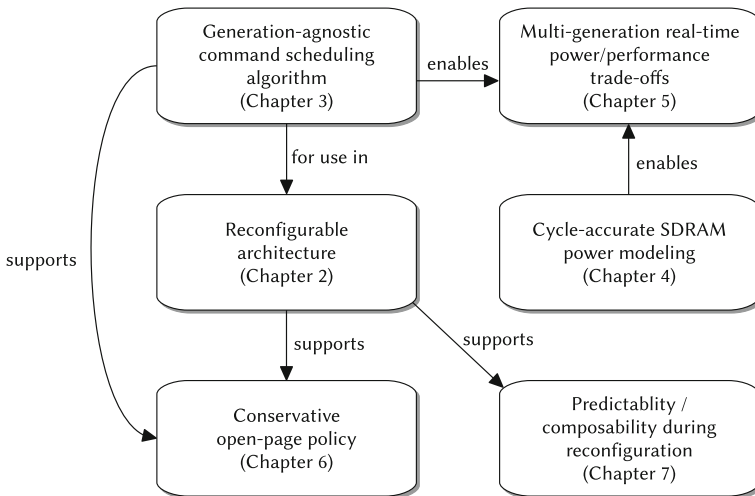 Generation-agnostic
command scheduling
algorithm
(Chapter 3)
enables
Multi-generation real-time
power/performance
trade-offs
(Chapter 5)
for use in
enables
supports
Reconfigurable
architecture
(Chapter 2)
Cycle-accurate SDRAM
power modeling
(Chapter 4)
supports
supports
Conservative
open-page policy
(Chapter 6)
Predictablity /
composability during
reconfiguration
(Chapter 7)